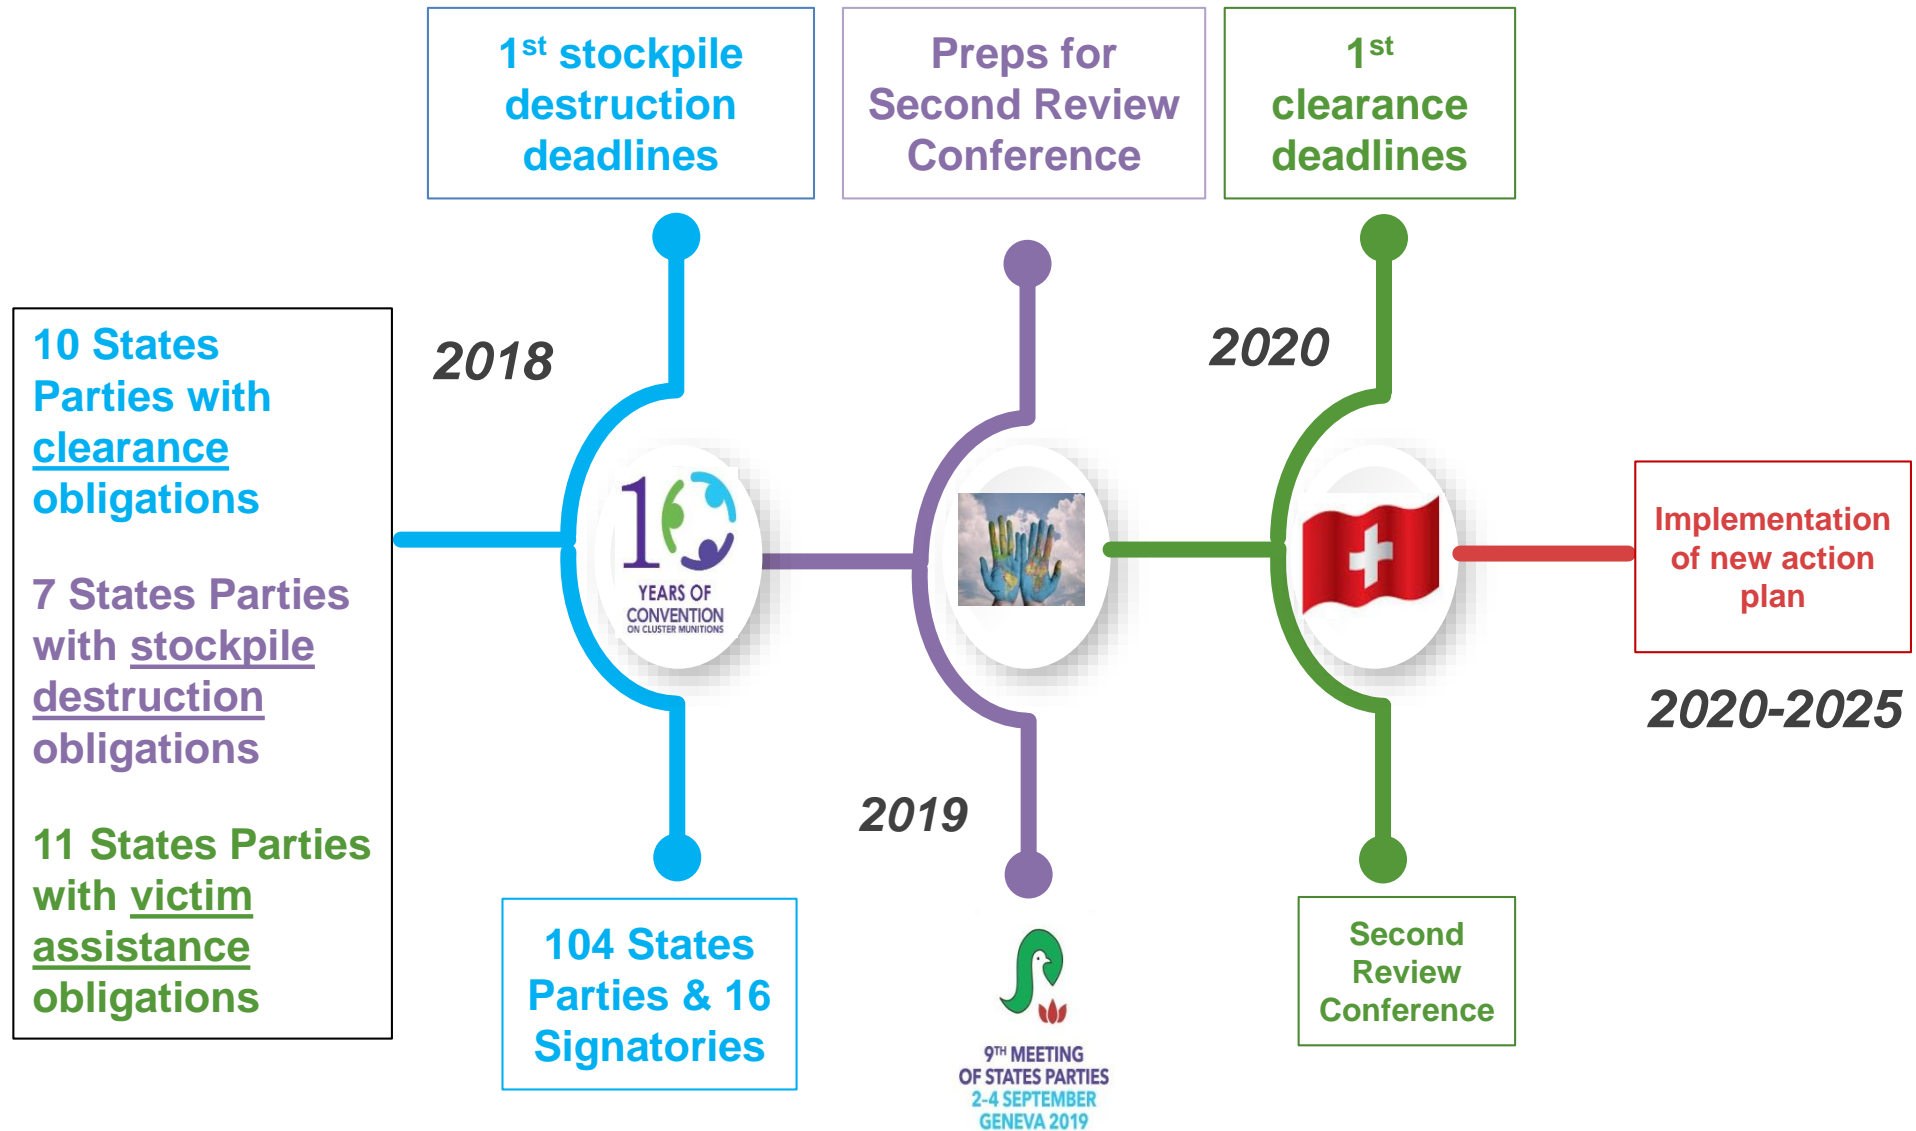 1st stockpile
destruction
deadlines
Preps for
Second Review
Conference
1st
clearance
deadlines
10 States
Parties with
clearance
obligations
7 States Parties
with stockpile
destruction
obligations
11 States Parties
with victim
assistance
obligations
2018
2020
10
YEARS OF
CONVENTION
ON CLUSTER MUNITIONS
Implementation
of new action
plan
2020-2025
2019
104 States
Parties & 16
Signatories
9TH MEETING
OF STATES PARTIES
2-4 SEPTEMBER
GENEVA 2019
Second
Review
Conference